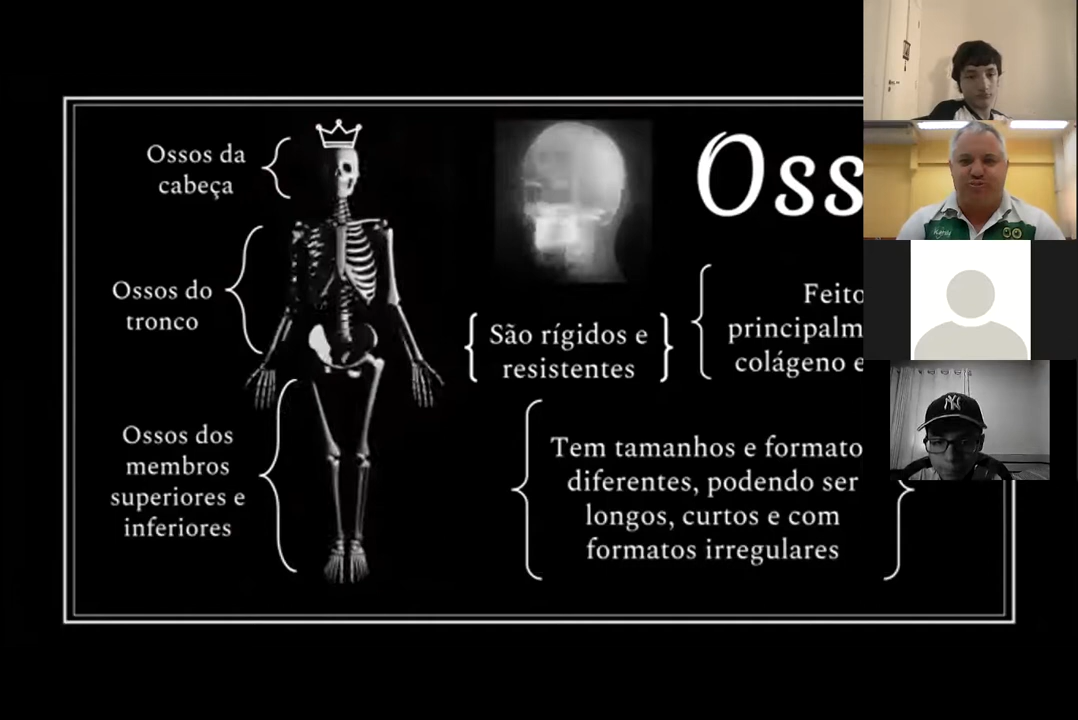 Ossos da
cabeça
Ossos do
tronco
Ossos dos
membros
superiores e
inferiores
Oss
São rígidos e
resistentes
Feito
principalm
colágeno e
Tem tamanhos e formato
diferentes, podendo ser
longos, curtos e com
formatos irregulares
NY